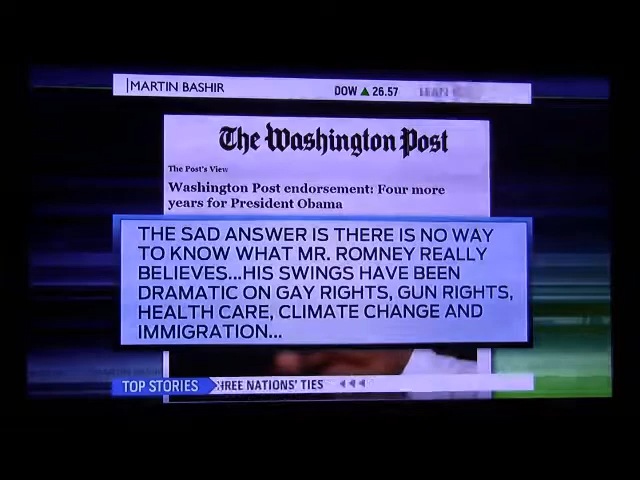 MARTIN BASHIR
DOW ▲ 26.57
The Washington Post
The Post's View
Washington Post endorsement: Four more
years for President Obama
THE SAD ANSWER IS THERE IS NO WAY
TO KNOW WHAT MR. ROMNEY REALLY
BELIEVES...HIS SWINGS HAVE BEEN
DRAMATIC ON GAY RIGHTS, GUN RIGHTS,
HEALTH CARE, CLIMATE CHANGE AND
IMMIGRATION...
TOP STORIES
HREE NATIONS' TIES